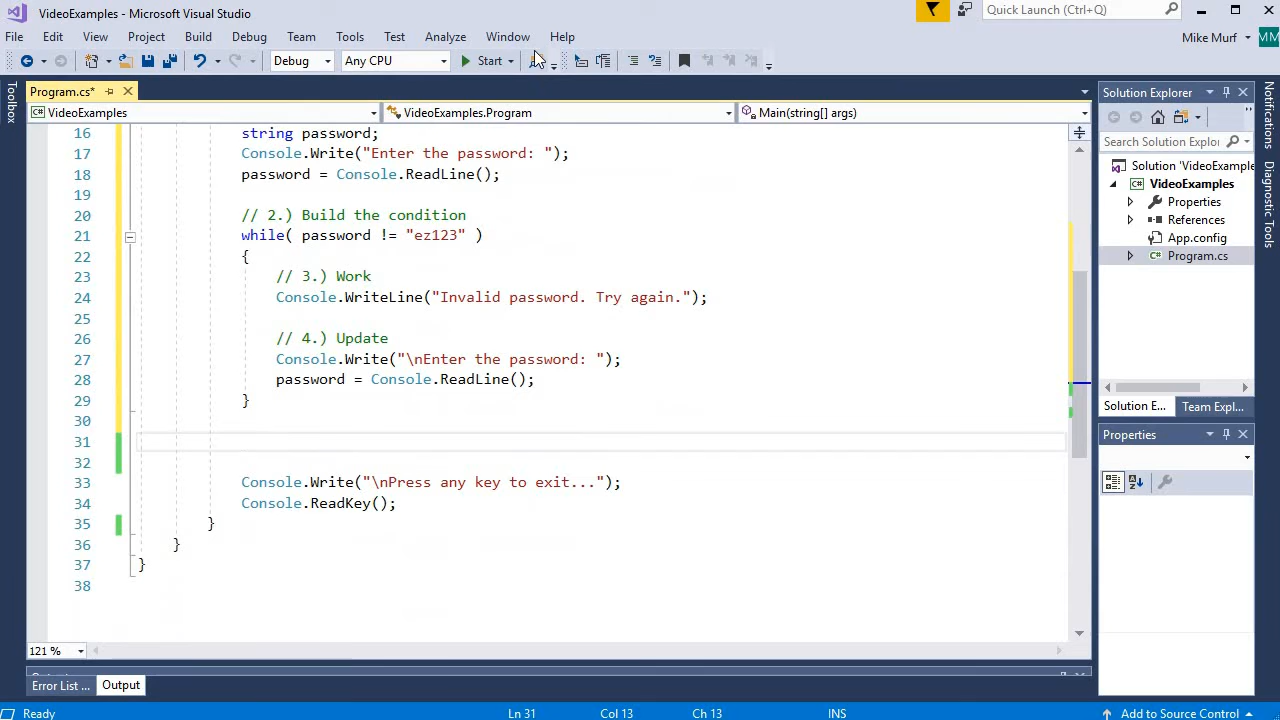 VideoExamples - Microsoft Visual Studio
Quick Launch (Ctrl+Q)
File Edit View Project Build Debug Team Tools Test Analyze Window Help
Mike Murf MM
Debug Any CPU Start
Program.cs*
VideoExamples VideoExamples.Program Main(string[] args)
Toolbox
16 string password;
17 Console.Write("Enter the password: ");
18 password = Console.ReadLine();
19
20 // 2.) Build the condition
21 while( password != "ez123" )
22 {
23 // 3.) Work
24 Console.WriteLine("Invalid password. Try again.");
25
26 // 4.) Update
27 Console.Write("\nEnter the password: ");
28 password = Console.ReadLine();
29 }
30
31
32
33 Console.Write("\nPress any key to exit...");
34 Console.ReadKey();
35 }
36 }
37 }
38
121 %
Error List ... Output
Solution Explorer
Search Solution Explor
Solution 'VideoExample
VideoExamples
Properties
References
App.config
Program.cs
Solution E... Team Expl...
Properties
Notifications
Diagnostic Tools
Ready Ln 31 Col 13 Ch 13 INS Add to Source Control